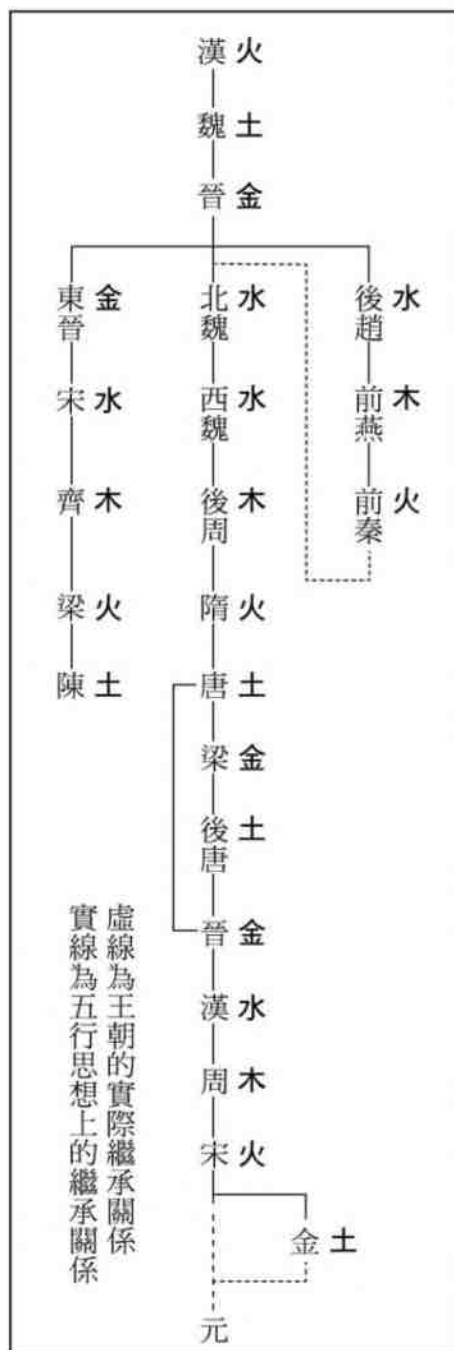 漢 火
魏 土
晉 金
東晉 金
北魏 水
後趙 水
宋 水
西魏 水
前燕 木
齊 木
後周 木
前秦 火
梁 火
隋 火
陳 土
唐 土
梁 金
後唐 土
晉 金
漢 水
周 木
宋 火
金 土
元
虛線為王朝的實際繼承關係
實線為五行思想上的繼承關係